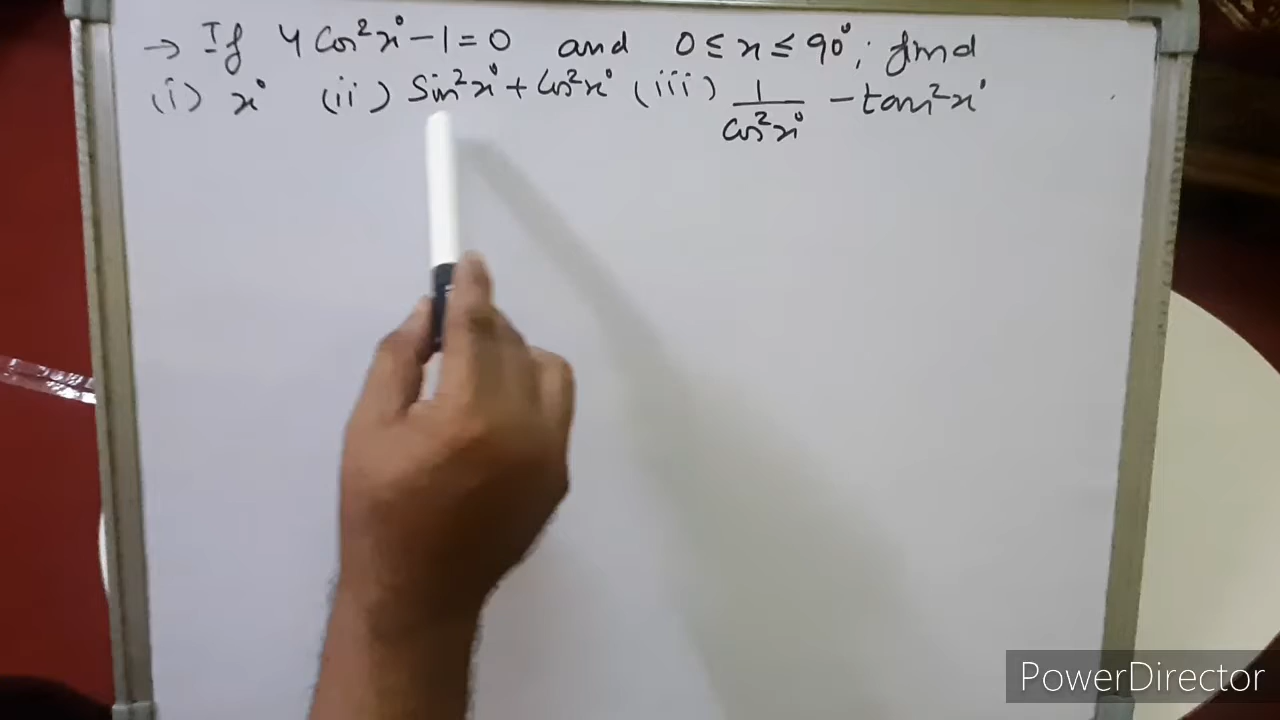 → If 4 Cos²x° - 1 = 0 and 0 ≤ x ≤ 90°; find
(i) x° (ii) Sin²x° + Cos²x° (iii) 1/Cos²x° - tan²x°
PowerDirector